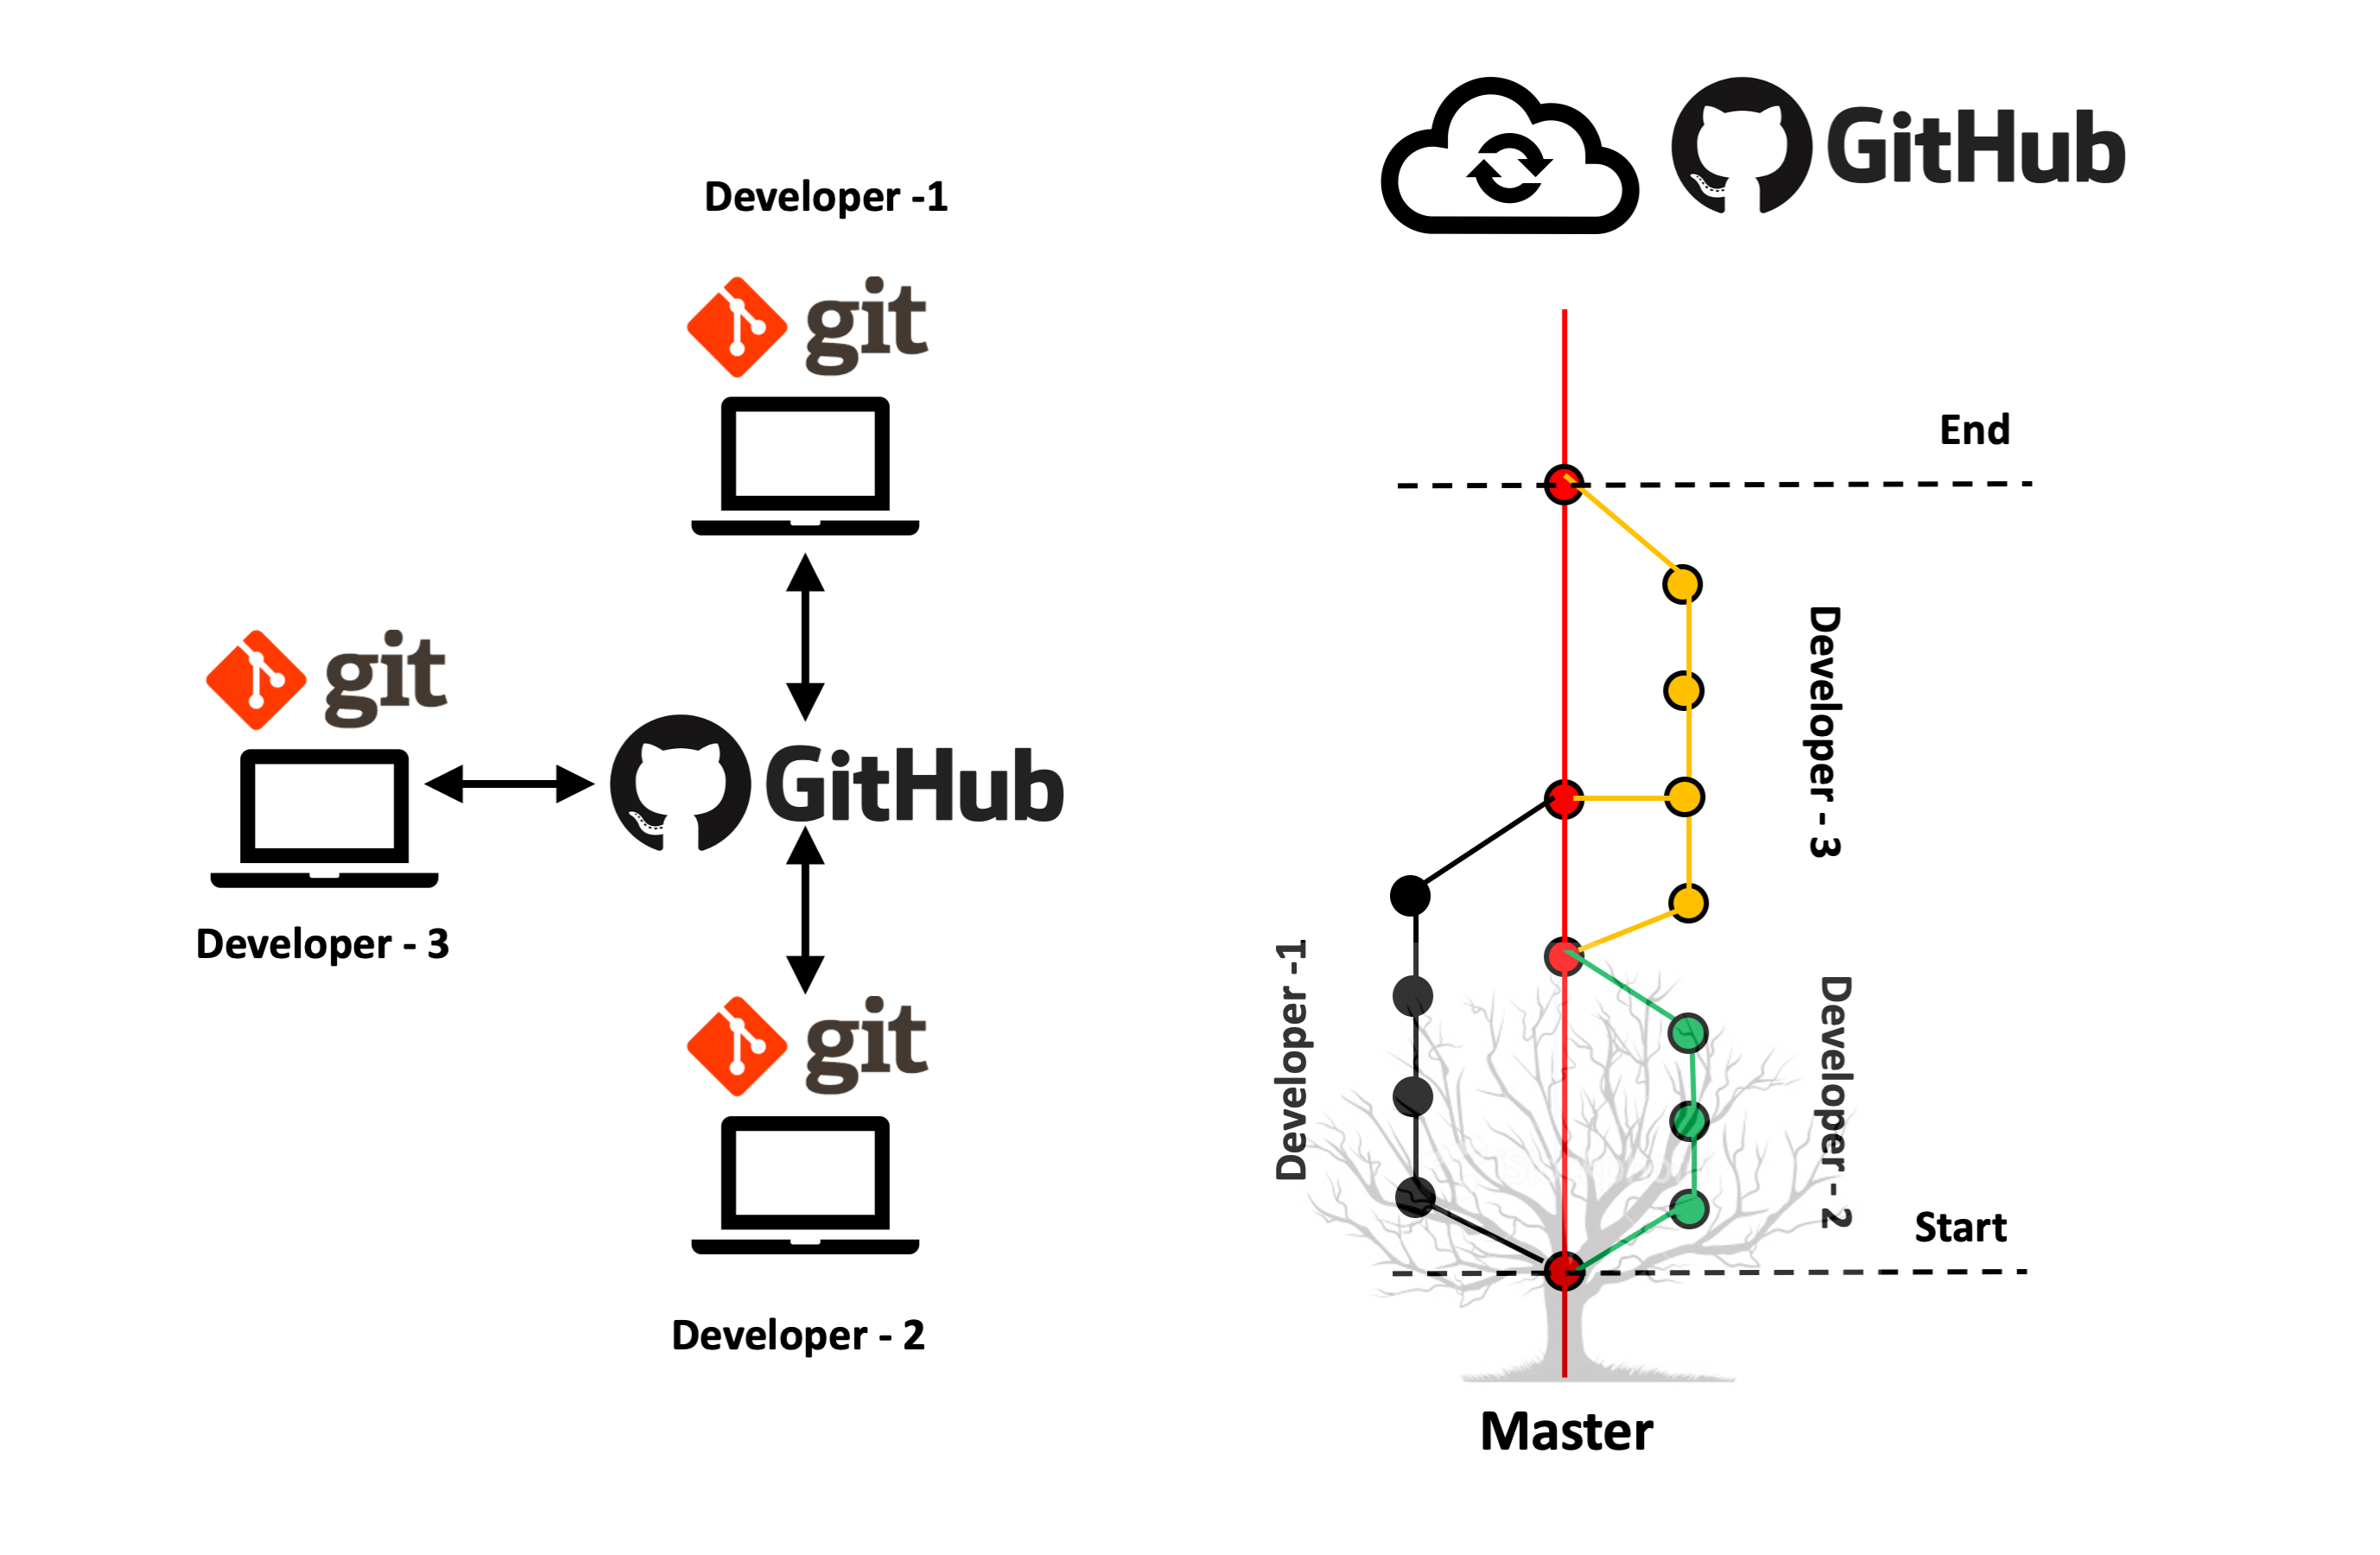 Developer -1
git
git
GitHub
Developer - 3
git
Developer - 2
GitHub
End
Developer - 3
Developer -1
Developer - 2
Start
Master